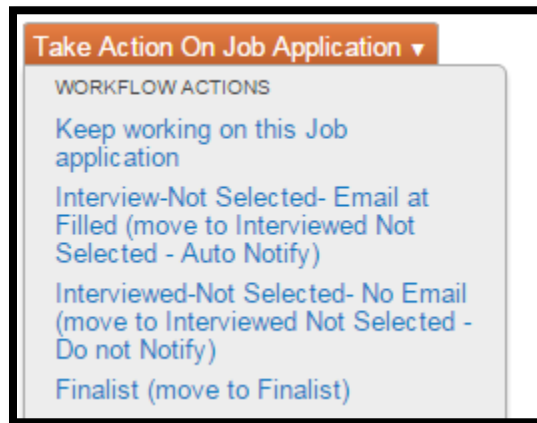 Take Action On Job Application ▾
WORKFLOW ACTIONS
Keep working on this Job
application
Interview-Not Selected- Email at
Filled (move to Interviewed Not
Selected - Auto Notify)
Interviewed-Not Selected- No Email
(move to Interviewed Not Selected -
Do not Notify)
Finalist (move to Finalist)